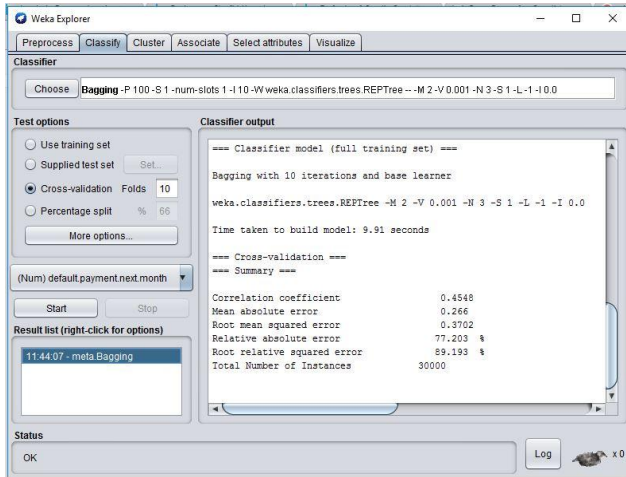 Weka Explorer
Preprocess Classify Cluster Associate Select attributes Visualize
Classifier
Choose Bagging -P 100 -S 1 -num-slots 1 -I 10 -W weka.classifiers.trees.REPTree -- -M 2 -V 0.001 -N 3 -S 1 -L -1 -I 0.0
Test options
Use training set
Supplied test set Set...
Cross-validation Folds 10
Percentage split % 66
More options...
(Num) default.payment.next.month
Start Stop
Result list (right-click for options)
11:44:07 - meta.Bagging
Classifier output
=== Classifier model (full training set) ===
Bagging with 10 iterations and base learner
weka.classifiers.trees.REPTree -M 2 -V 0.001 -N 3 -S 1 -L -1 -I 0.0
Time taken to build model: 9.91 seconds
=== Cross-validation ===
=== Summary ===
Correlation coefficient 0.4548
Mean absolute error 0.266
Root mean squared error 0.3702
Relative absolute error 77.203 %
Root relative squared error 89.193 %
Total Number of Instances 30000
Status
OK
Log
x 0